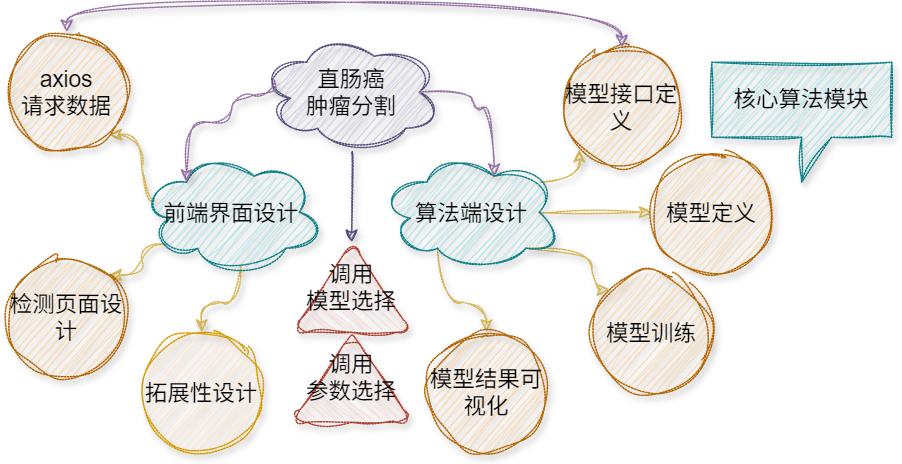 axios
请求数据
直肠癌
肿瘤分割
模型接口定
义
核心算法模块
前端界面设计
算法端设计
模型定义
检测页面设
计
调用
模型选择
模型训练
拓展性设计
调用
参数选择
模型结果可
视化